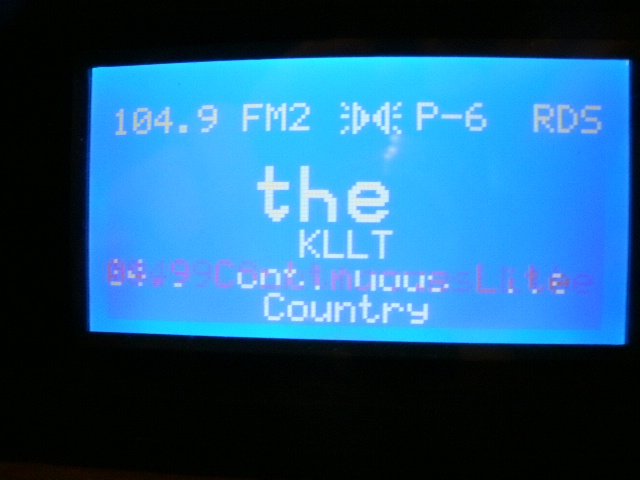 104.9 FM2 P-6 RDS
the
KLLT
04.9 Continuous Lite
Country